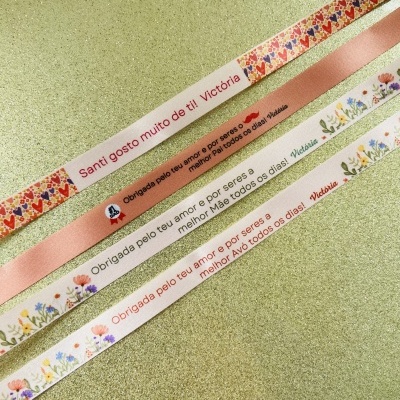 Santi gosto muito de ti! Victória
Obrigada pelo teu amor e por seres o
melhor Pai todos os dias! Victória
Obrigada pelo teu amor e por seres a
melhor Mãe todos os dias! Victória
Obrigada pelo teu amor e por seres a
melhor Avó todos os dias! Victória